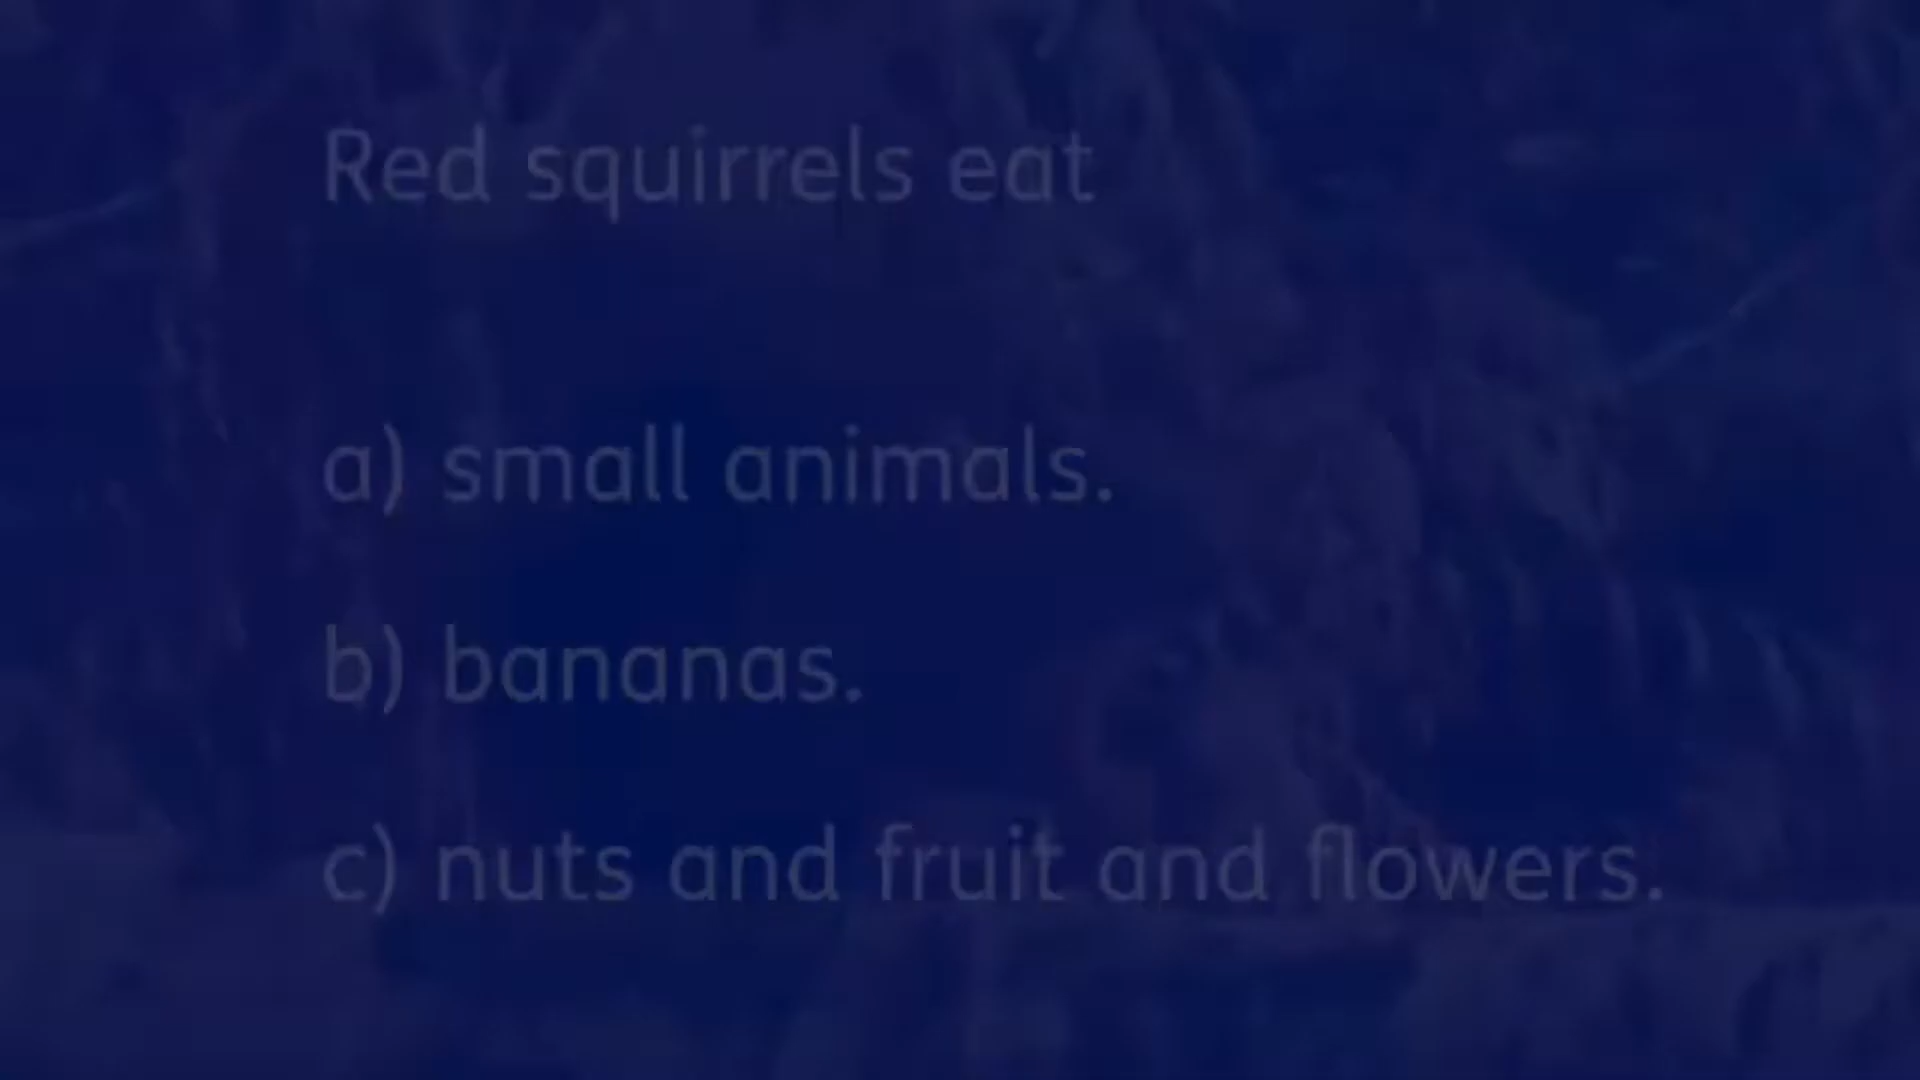 Red squirrels eat
a) small animals.
b) bananas.
c) nuts and fruit and flowers.